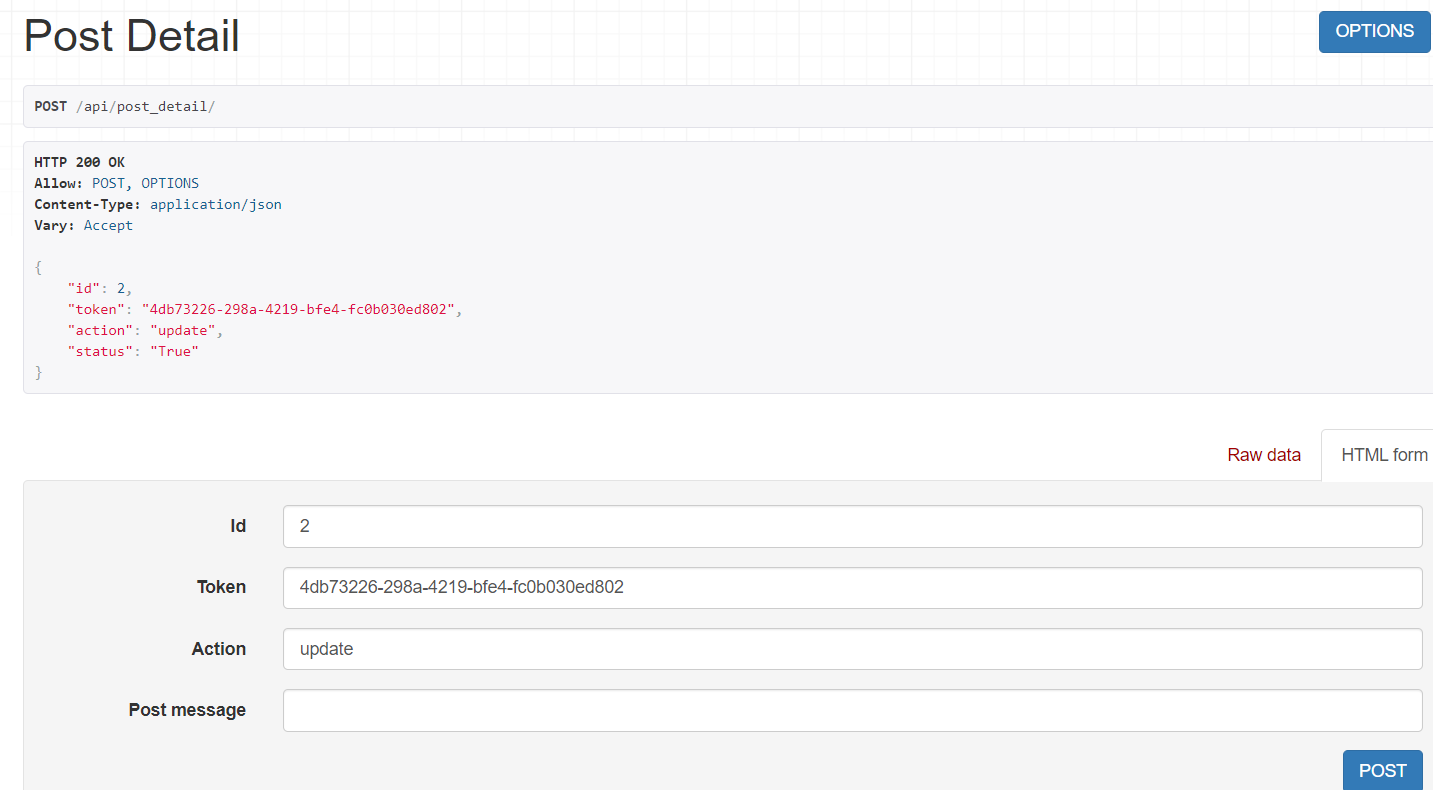 Post Detail
OPTIONS
POST /api/post_detail/
HTTP 200 OK
Allow: POST, OPTIONS
Content-Type: application/json
Vary: Accept
{
    "id": 2,
    "token": "4db73226-298a-4219-bfe4-fc0b030ed802",
    "action": "update",
    "status": "True"
}
Raw data
HTML form
Id 2
Token 4db73226-298a-4219-bfe4-fc0b030ed802
Action update
Post message
POST